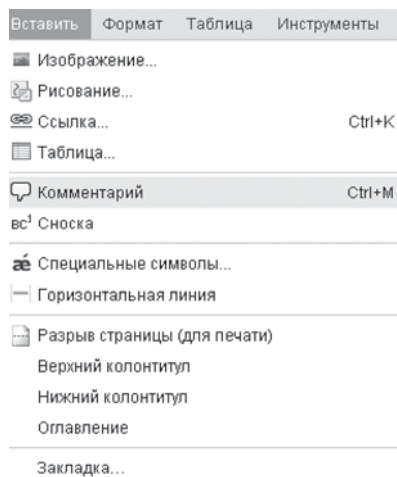 Вставить Формат Таблица Инструменты
Изображение...
Рисование...
Ссылка... Ctrl+K
Таблица...
Комментарий Ctrl+M
вс¹ Сноска
æé Специальные символы...
Горизонтальная линия
Разрыв страницы (для печати)
Верхний колонтитул
Нижний колонтитул
Оглавление
Закладка...